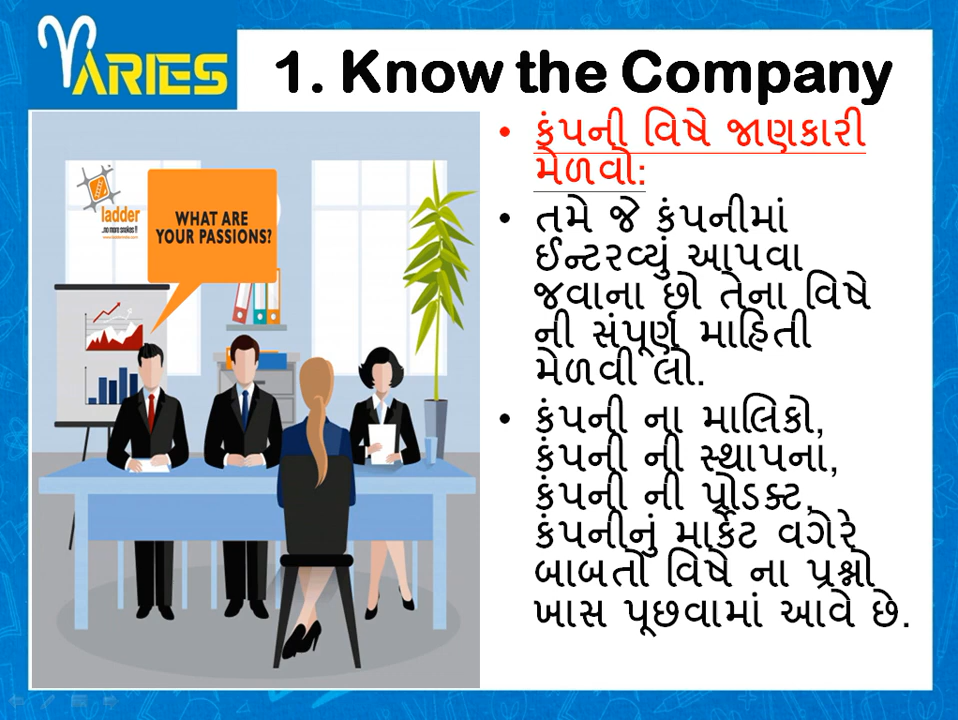 ARIES
1. Know the Company
ladder
..no more snakes !!
WHAT ARE
YOUR PASSIONS?
• કંપની વિષે જાણકારી
મેળવો:
• તમે જે કંપનીમાં
ઈન્ટરવ્યું આપવા
જવાના છો તેના વિષે
ની સંપૂર્ણ માહિતી
મેળવી લો.
• કંપની ના માલિકો,
કંપની ની સ્થાપના,
કંપની ની પ્રોડક્ટ,
કંપનીનું માર્કેટ વગેરે
બાબતો વિષે ના પ્રશ્નો
ખાસ પૂછવામાં આવે છે.